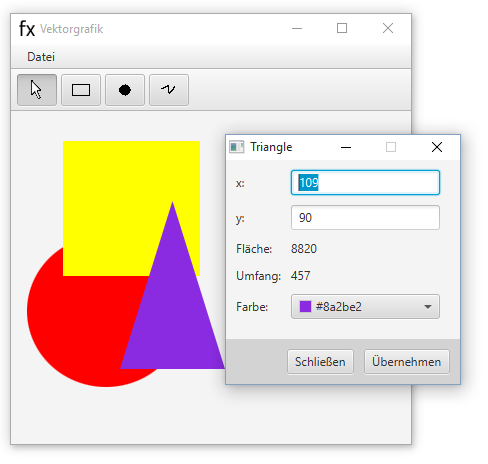 fx Vektorgrafik
Datei
Triangle
x: 109
y: 90
Fläche: 8820
Umfang: 457
Farbe: #8a2be2
Schließen Übernehmen